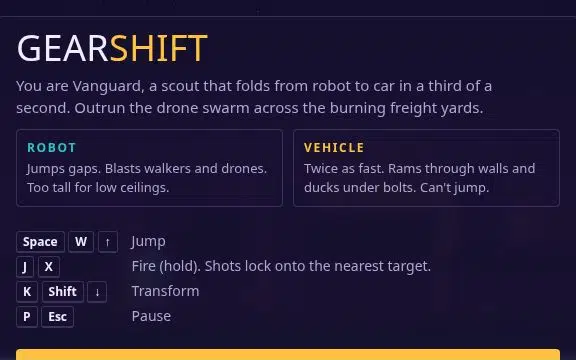 GEARSHIFT
You are Vanguard, a scout that folds from robot to car in a third of a
second. Outrun the drone swarm across the burning freight yards.
ROBOT
Jumps gaps. Blasts walkers and drones.
Too tall for low ceilings.
VEHICLE
Twice as fast. Rams through walls and
ducks under bolts. Can't jump.
Space W ↑ Jump
J X Fire (hold). Shots lock onto the nearest target.
K Shift ↓ Transform
P Esc Pause